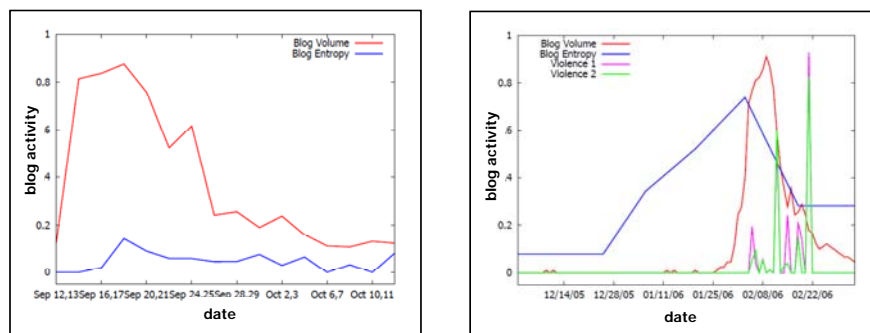 Blog Volume
Blog Entropy
1
0.8
.6
.4
0.2
0
blog activity
Sep 12,13 Sep 16,17 Sep 20,21 Sep 24,25 Sep 28,29 Oct 2,3 Oct 6,7 Oct 10,11
date
Blog Volume
Blog Entropy
Violence 1
Violence 2
1
0.8
.6
.4
0.2
0
blog activity
12/14/05 12/28/05 01/11/06 01/25/06 02/08/06 02/22/06
date